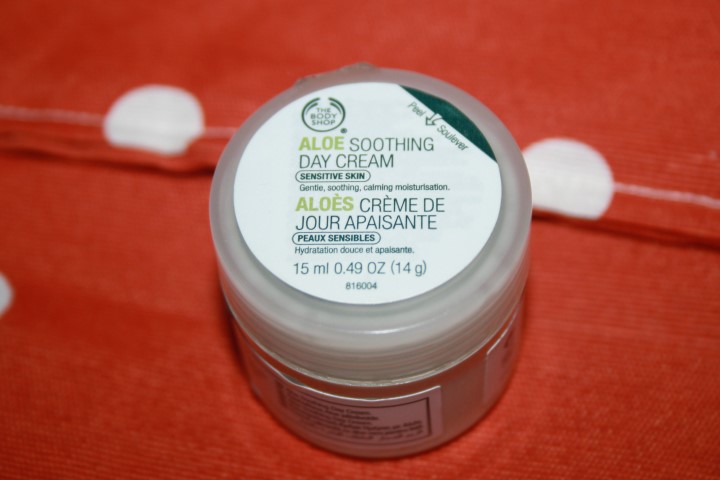 THE
BODY
SHOP
®
Peel Soulever
ALOE SOOTHING
DAY CREAM
SENSITIVE SKIN
Gentle, soothing, calming moisturisation.
ALOÈS CRÈME DE
JOUR APAISANTE
PEAUX SENSIBLES
Hydratation douce et apaisante.
15 ml 0.49 OZ (14 g)
816004